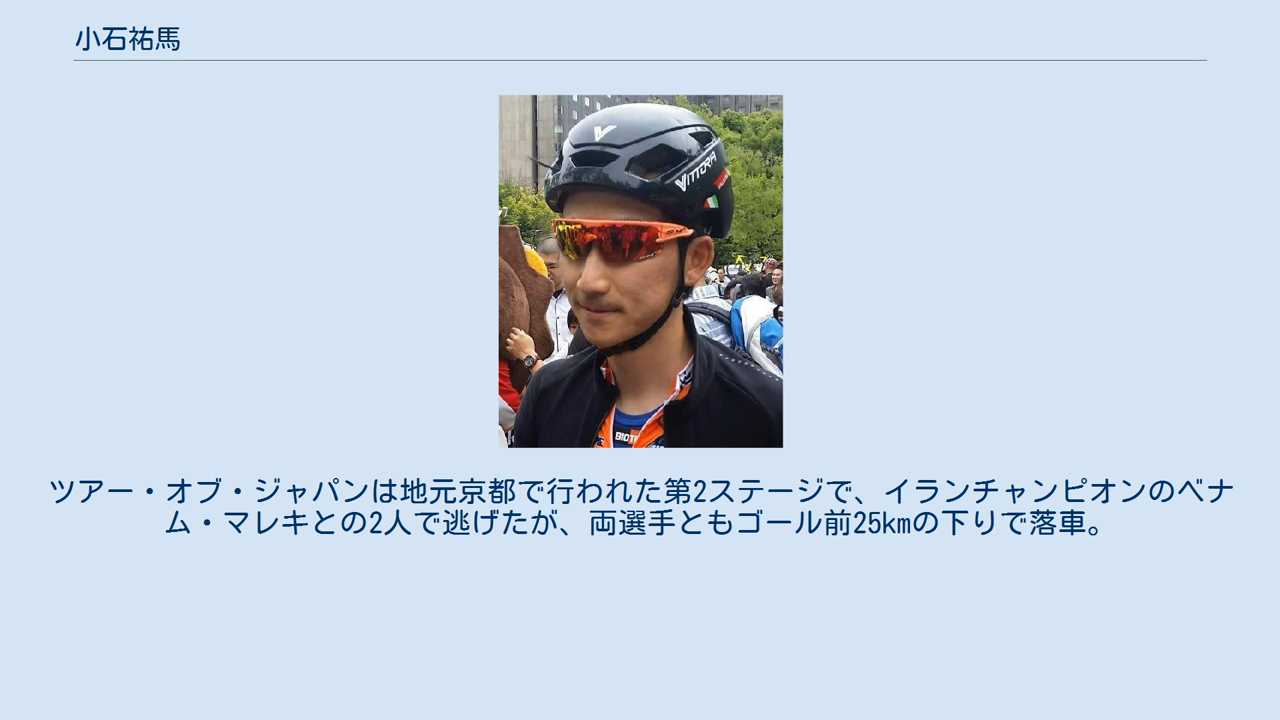 小石祐馬
VITTORIA
BIOT
ツアー・オブ・ジャパンは地元京都で行われた第2ステージで、イランチャンピオンのベナ
ム・マレキとの2人で逃げたが、両選手ともゴール前25kmの下りで落車。